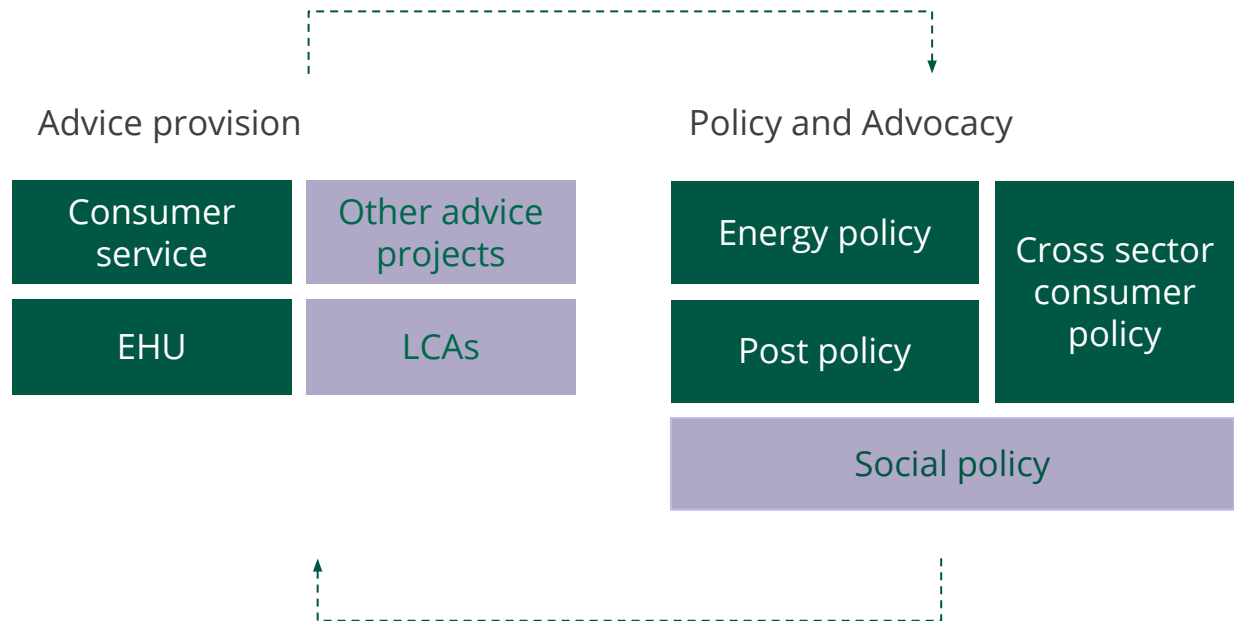 Advice provision
Policy and Advocacy
Consumer
service
Other advice
projects
EHU
LCAs
Energy policy
Post policy
Cross sector
consumer
policy
Social policy